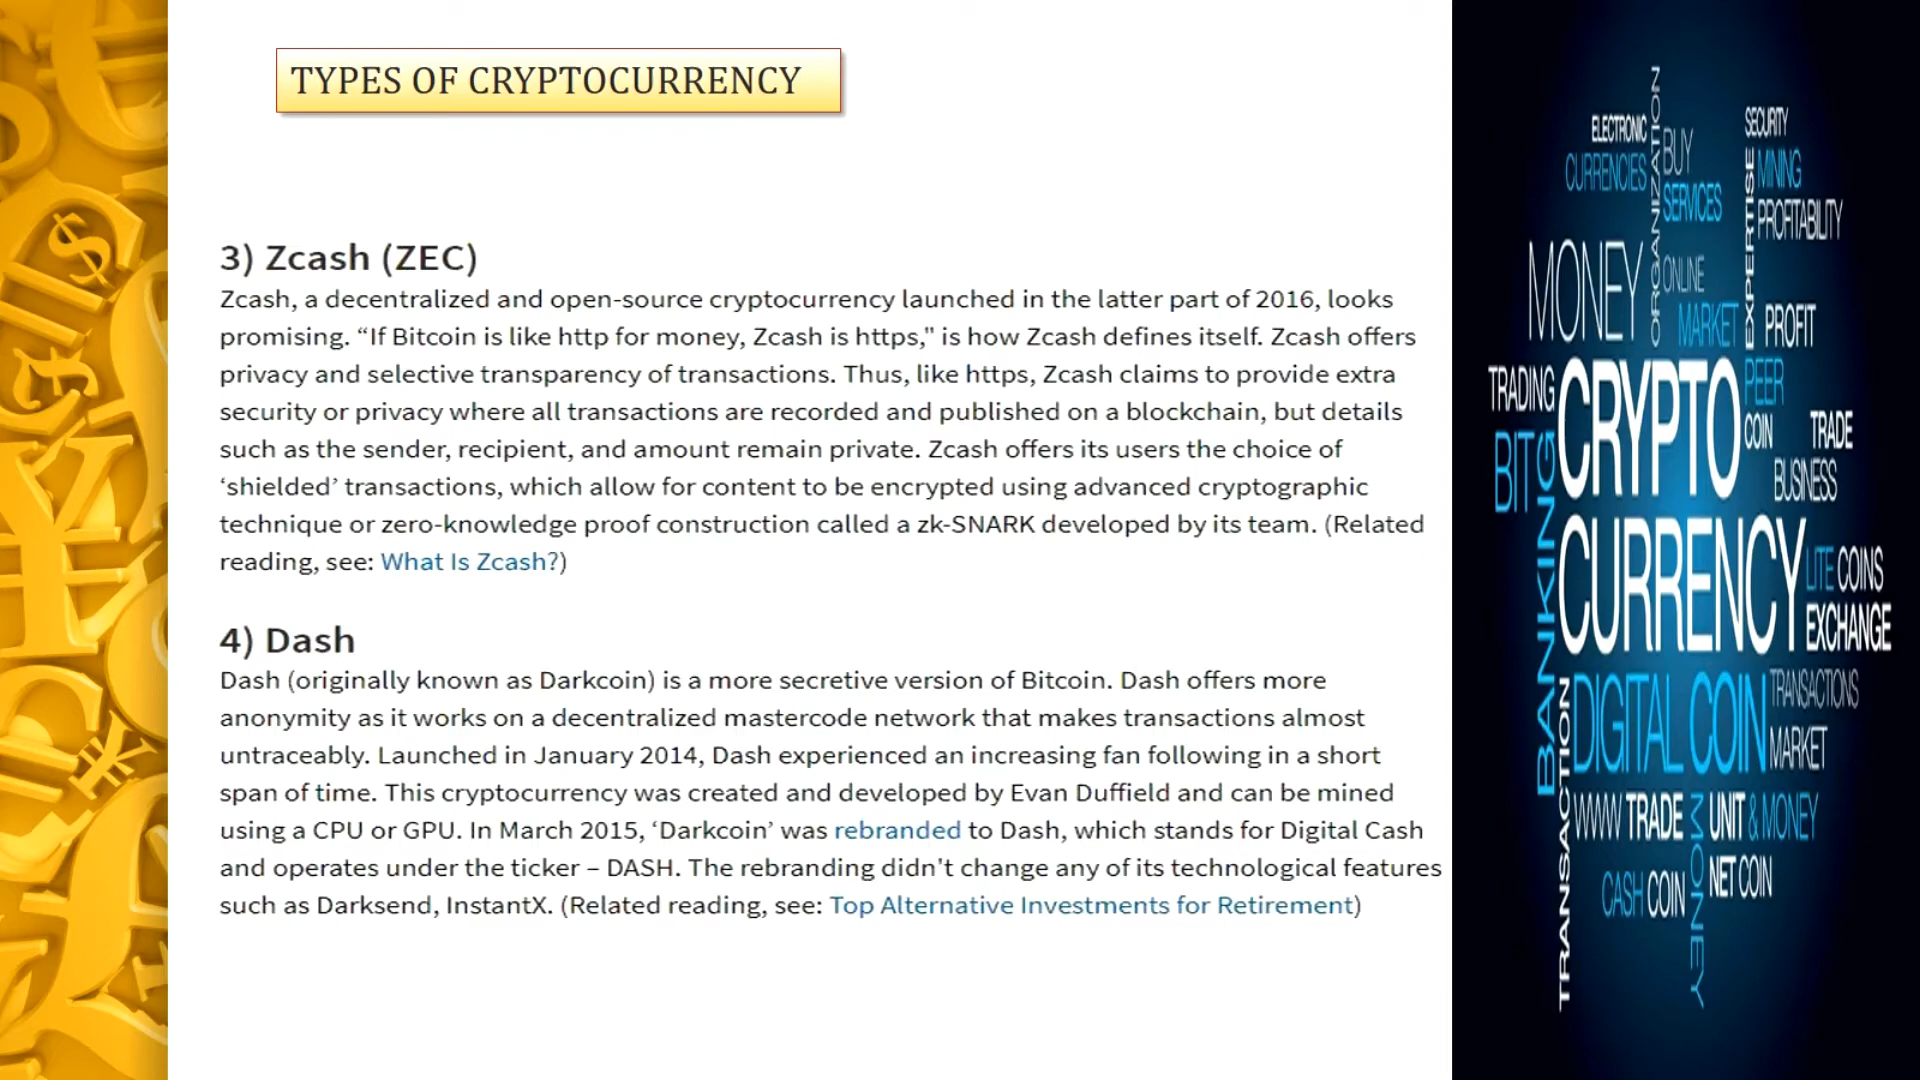 TYPES OF CRYPTOCURRENCY
3) Zcash (ZEC)
Zcash, a decentralized and open-source cryptocurrency launched in the latter part of 2016, looks
promising. “If Bitcoin is like http for money, Zcash is https," is how Zcash defines itself. Zcash offers
privacy and selective transparency of transactions. Thus, like https, Zcash claims to provide extra
security or privacy where all transactions are recorded and published on a blockchain, but details
such as the sender, recipient, and amount remain private. Zcash offers its users the choice of
‘shielded’ transactions, which allow for content to be encrypted using advanced cryptographic
technique or zero-knowledge proof construction called a zk-SNARK developed by its team. (Related
reading, see: What Is Zcash?)
4) Dash
Dash (originally known as Darkcoin) is a more secretive version of Bitcoin. Dash offers more
anonymity as it works on a decentralized mastercode network that makes transactions almost
untraceably. Launched in January 2014, Dash experienced an increasing fan following in a short
span of time. This cryptocurrency was created and developed by Evan Duffield and can be mined
using a CPU or GPU. In March 2015, ‘Darkcoin’ was rebranded to Dash, which stands for Digital Cash
and operates under the ticker – DASH. The rebranding didn't change any of its technological features
such as Darksend, InstantX. (Related reading, see: Top Alternative Investments for Retirement)
ELECTRONIC
CURRENCIES
ORGANIZATION
BUY
SERVICES
SECURITY
EXPERTISE
MINING
PROFITABILITY
MONEY
ONLINE
MARKET
PROFIT
TRADING
CRYPTO
PEER
COIN
TRADE
BIT
BUSINESS
BANKING
CURRENCY
LITE COINS
EXCHANGE
DIGITAL COIN
TRANSACTIONS
MARKET
TRANSACTION
WWW TRADE
UNIT & MONEY
MONEY
CASH COIN
NET COIN